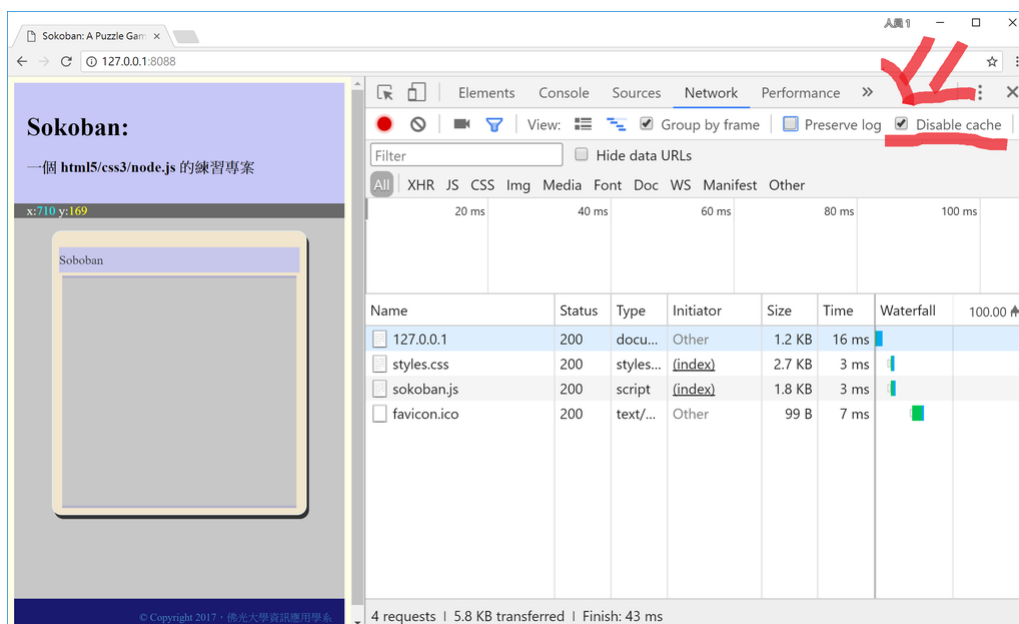 人員1
Sokoban: A Puzzle Gam
127.0.0.1:8088
Sokoban:
一個 html5/css3/node.js 的練習專案
x:710 y:169
Soboban
© Copyright 2017，佛光大學資訊應用學系
Elements Console Sources Network Performance »
View: Group by frame Preserve log Disable cache
Filter Hide data URLs
All XHR JS CSS Img Media Font Doc WS Manifest Other
20 ms 40 ms 60 ms 80 ms 100 ms
Name Status Type Initiator Size Time Waterfall 100.00
127.0.0.1 200 docu... Other 1.2 KB 16 ms
styles.css 200 styles... (index) 2.7 KB 3 ms
sokoban.js 200 script (index) 1.8 KB 3 ms
favicon.ico 200 text/... Other 99 B 7 ms
4 requests | 5.8 KB transferred | Finish: 43 ms